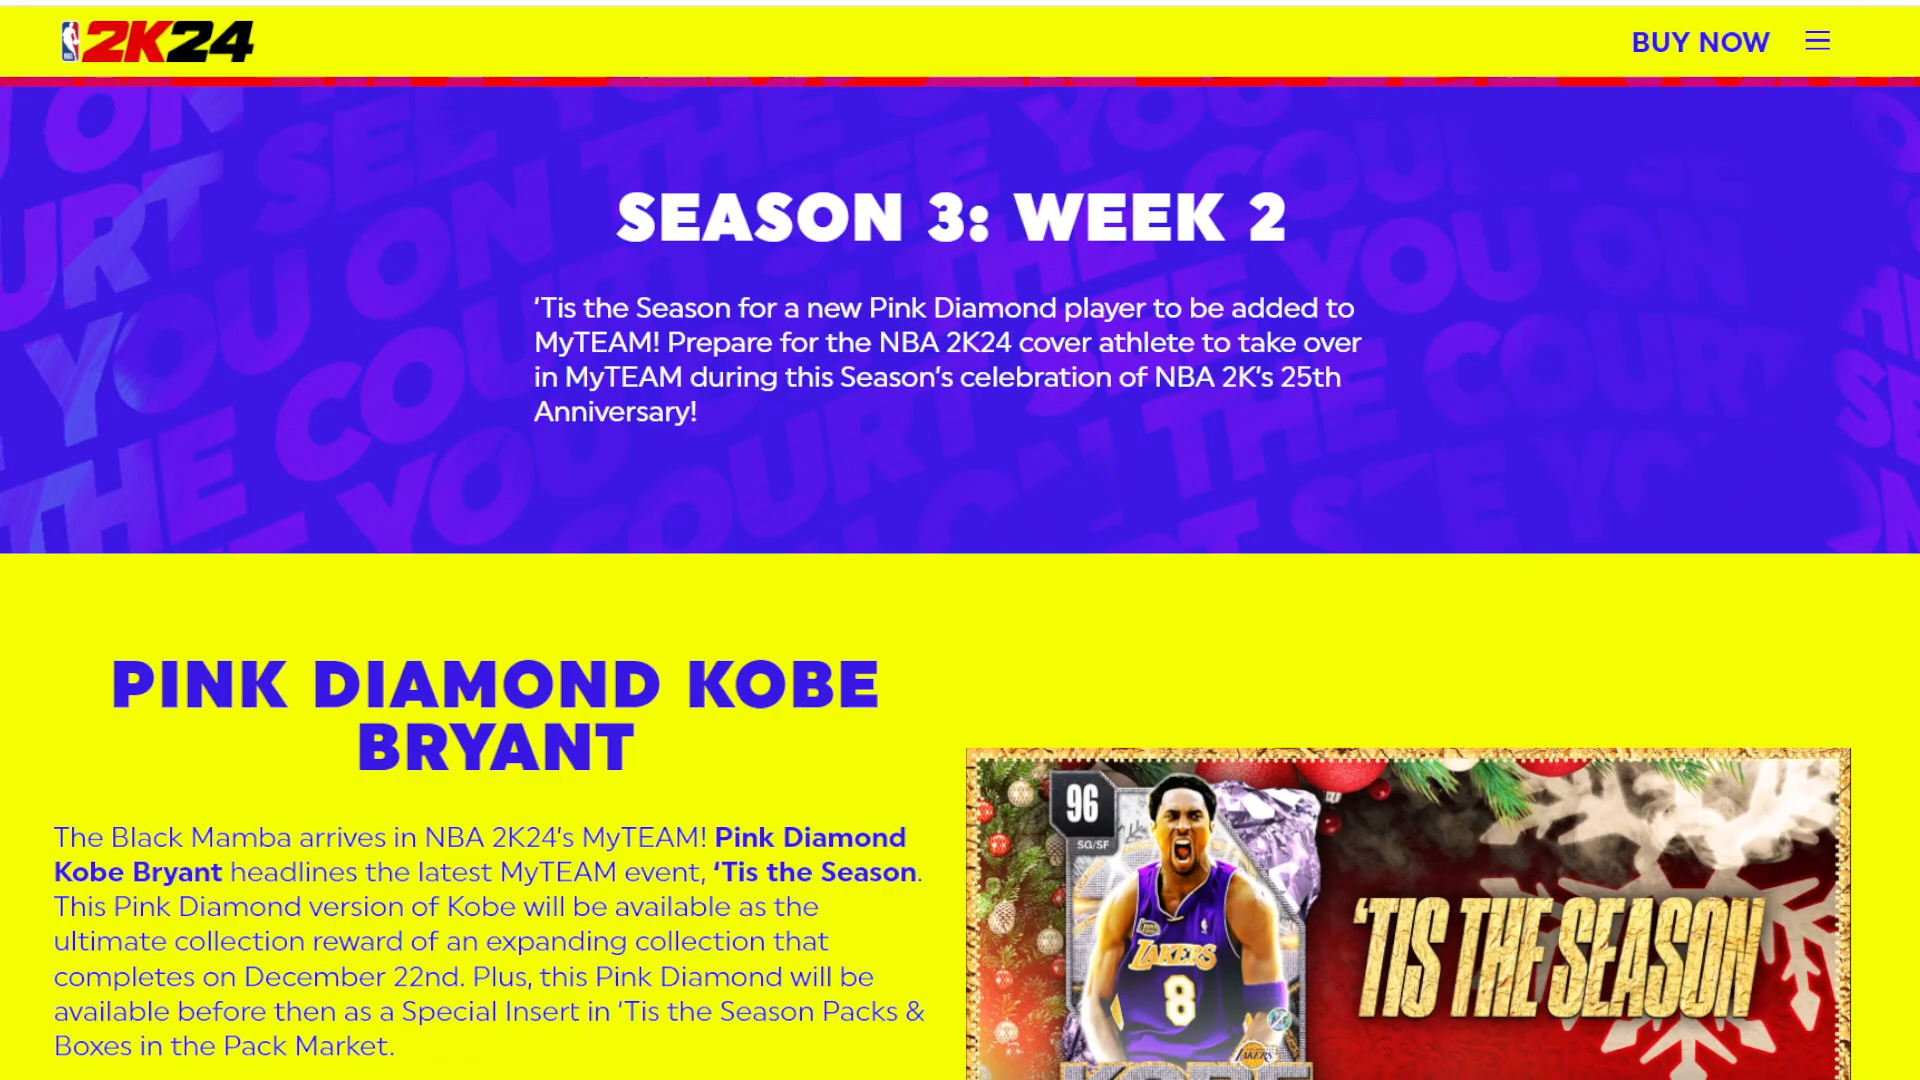 2K24
BUY NOW
SEASON 3: WEEK 2
‘Tis the Season for a new Pink Diamond player to be added to
MyTEAM! Prepare for the NBA 2K24 cover athlete to take over
in MyTEAM during this Season’s celebration of NBA 2K’s 25th
Anniversary!
PINK DIAMOND KOBE
BRYANT
The Black Mamba arrives in NBA 2K24’s MyTEAM! Pink Diamond
Kobe Bryant headlines the latest MyTEAM event, ‘Tis the Season.
This Pink Diamond version of Kobe will be available as the
ultimate collection reward of an expanding collection that
completes on December 22nd. Plus, this Pink Diamond will be
available before then as a Special Insert in ‘Tis the Season Packs &
Boxes in the Pack Market.
96
SG/SF
LAKERS
8
LAKERS
KOBE
‘TIS THE SEASON